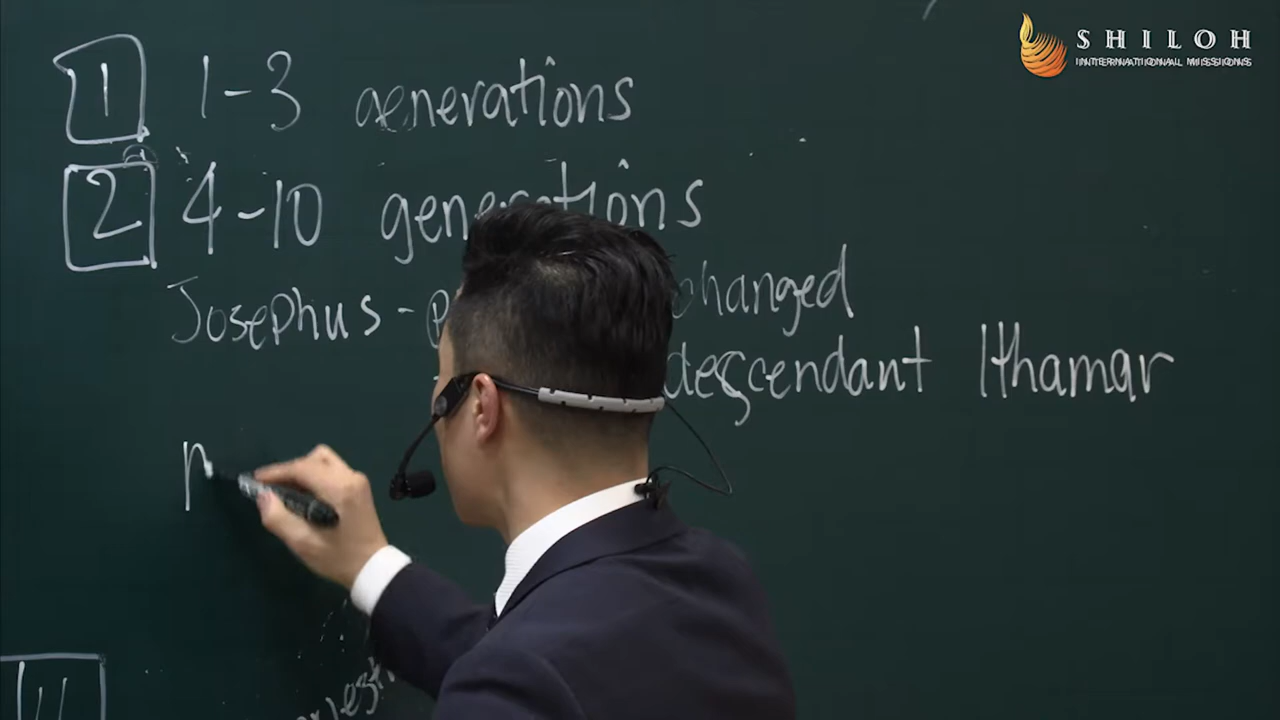 SHILOH
INTERNATIONAL MISSIONS
1 1-3 generations
2 4-10 generations
Josephus - changed
descendant Ithamar